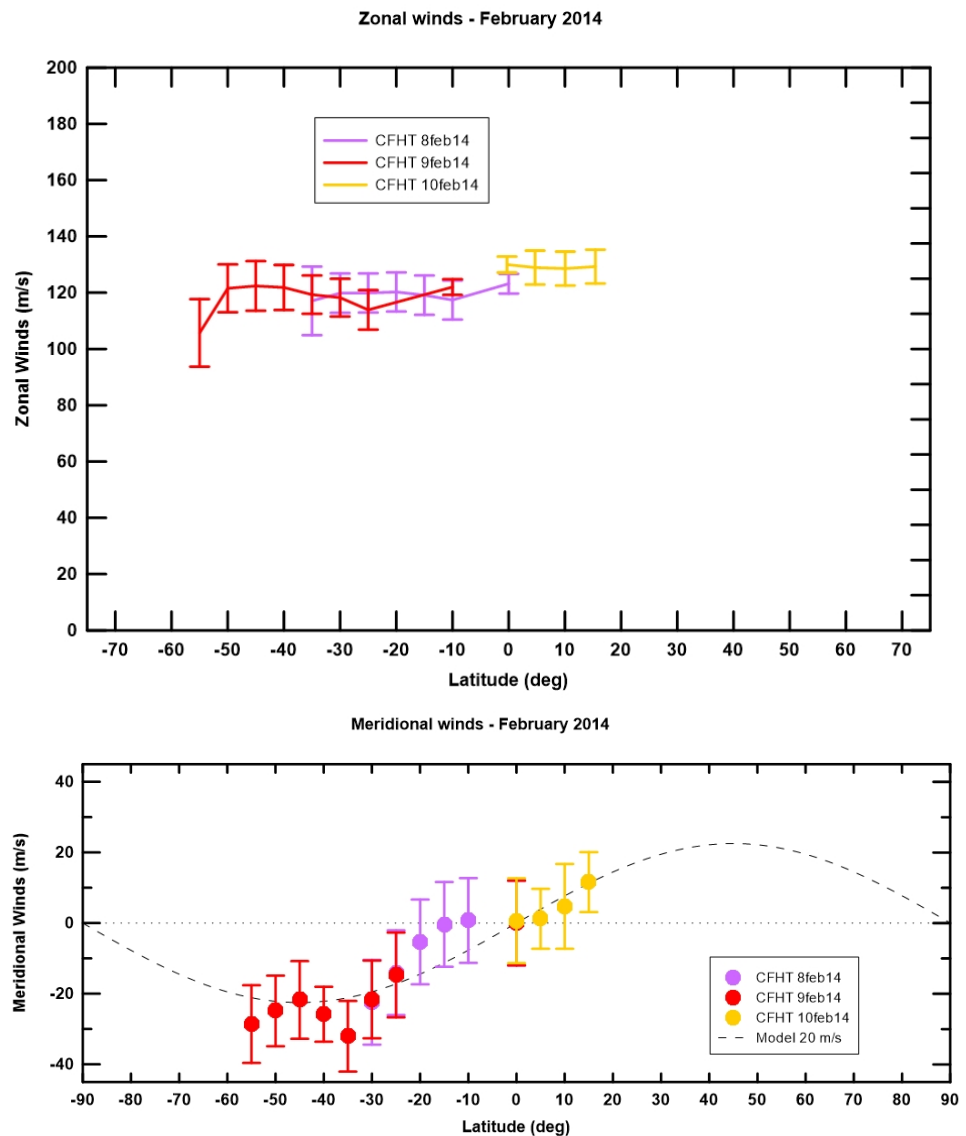 Zonal winds - February 2014
200
180
160
140
120
100
80
60
40
20
0
Zonal Winds (m/s)
CFHT 8feb14
CFHT 9feb14
CFHT 10feb14
-70 -60 -50 -40 -30 -20 -10 0 10 20 30 40 50 60 70
Latitude (deg)
Meridional winds - February 2014
40
20
0
-20
-40
Meridional Winds (m/s)
CFHT 8feb14
CFHT 9feb14
CFHT 10feb14
Model 20 m/s
-90 -80 -70 -60 -50 -40 -30 -20 -10 0 10 20 30 40 50 60 70 80 90
Latitude (deg)